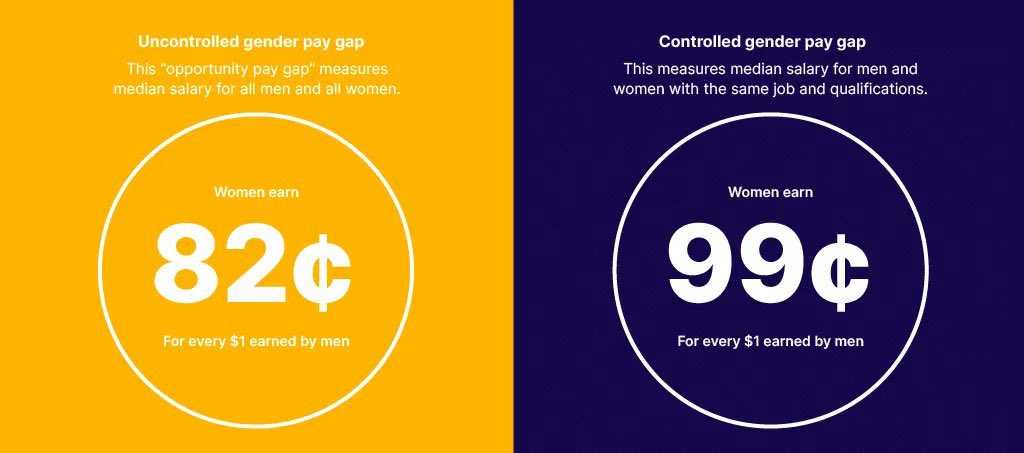 Uncontrolled gender pay gap
This “opportunity pay gap” measures
median salary for all men and all women.
Women earn
82¢
For every $1 earned by men
Controlled gender pay gap
This measures median salary for men and
women with the same job and qualifications.
Women earn
99¢
For every $1 earned by men